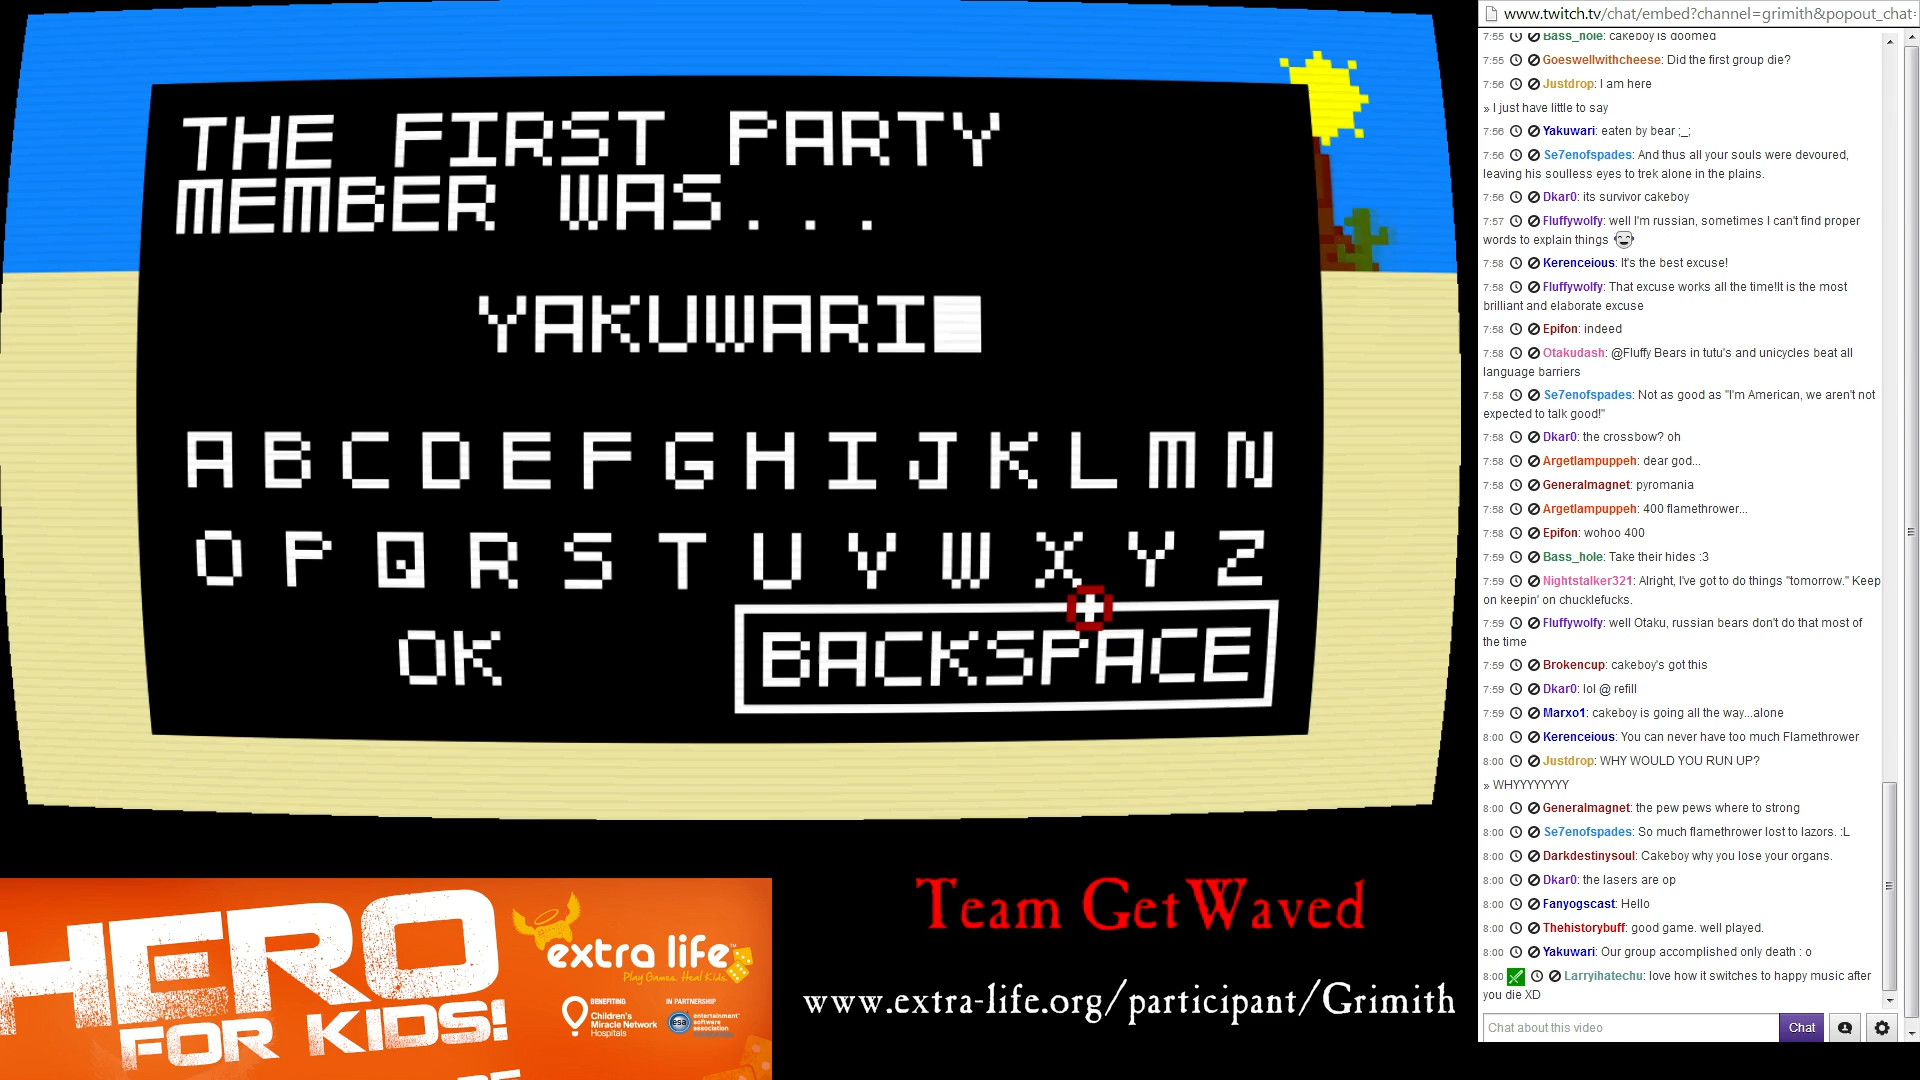 THE FIRST PARTY
MEMBER WAS...
YAKUWARI
A B C D E F G H I J K L M N
O P Q R S T U V W X Y Z
OK BACKSPACE
HERO
FOR KIDS!
extra life™
Play Games. Heal Kids.
BENEFITING
Children's
Miracle Network
Hospitals
IN PARTNERSHIP
esa
entertainment
software
association
Team GetWaved
www.extra-life.org/participant/Grimith
www.twitch.tv/chat/embed?channel=grimith&popout_chat=
7:55 Bass_hole: cakeboy is doomed
7:55 Goeswellwithcheese: Did the first group die?
7:56 Justdrop: I am here
» I just have little to say
7:56 Yakuwari: eaten by bear ;_;
7:56 Se7enofspades: And thus all your souls were devoured,
leaving his soulless eyes to trek alone in the plains.
7:56 Dkar0: its survivor cakeboy
7:57 Fluffywolfy: well I'm russian, sometimes I can't find proper
words to explain things
7:58 Kerenceious: It's the best excuse!
7:58 Fluffywolfy: That excuse works all the time!It is the most
brilliant and elaborate excuse
7:58 Epifon: indeed
7:58 Otakudash: @Fluffy Bears in tutu's and unicycles beat all
language barriers
7:58 Se7enofspades: Not as good as "I'm American, we aren't not
expected to talk good!"
7:58 Dkar0: the crossbow? oh
7:58 Argetlampuppeh: dear god...
7:58 Generalmagnet: pyromania
7:58 Argetlampuppeh: 400 flamethrower...
7:58 Epifon: wohoo 400
7:59 Bass_hole: Take their hides :3
7:59 Nightstalker321: Alright, I've got to do things "tomorrow." Keep
on keepin' on chucklefucks.
7:59 Fluffywolfy: well Otaku, russian bears don't do that most of
the time
7:59 Brokencup: cakeboy's got this
7:59 Dkar0: lol @ refill
7:59 Marxo1: cakeboy is going all the way...alone
8:00 Kerenceious: You can never have too much Flamethrower
8:00 Justdrop: WHY WOULD YOU RUN UP?
» WHYYYYYYYY
8:00 Generalmagnet: the pew pews where to strong
8:00 Se7enofspades: So much flamethrower lost to lazors. :L
8:00 Darkdestinysoul: Cakeboy why you lose your organs.
8:00 Dkar0: the lasers are op
8:00 Fanyogscast: Hello
8:00 Thehistorybuff: good game. well played.
8:00 Yakuwari: Our group accomplished only death : o
8:00 Larryihatechu: love how it switches to happy music after
you die XD
Chat about this video
Chat